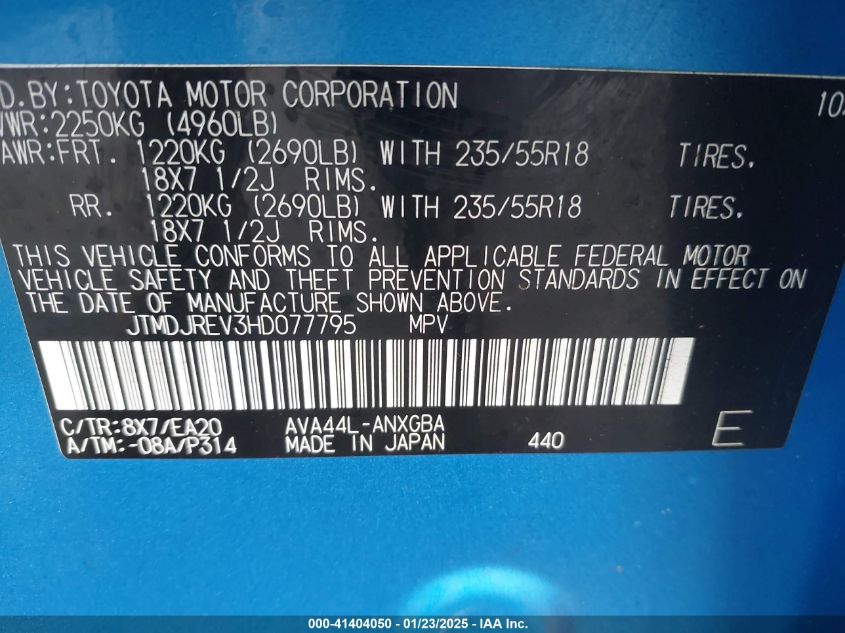 D.BY:TOYOTA MOTOR CORPORATION 10
VWR:2250KG (4960LB)
AWR:FRT. 1220KG (2690LB) WITH 235/55R18 TIRES.
18X7 1/2J RIMS.
RR. 1220KG (2690LB) WITH 235/55R18 TIRES.
18X7 1/2J RIMS.
THIS VEHICLE CONFORMS TO ALL APPLICABLE FEDERAL MOTOR
VEHICLE SAFETY AND THEFT PREVENTION STANDARDS IN EFFECT ON
THE DATE OF MANUFACTURE SHOWN ABOVE.
JTMDJREV3HD077795 MPV
C/TR:8X7/EA20 AVA44L-ANXGBA
A/TM:-08A/P314 MADE IN JAPAN 440 E
000-41404050 — 01/23/2025 — IAA Inc.